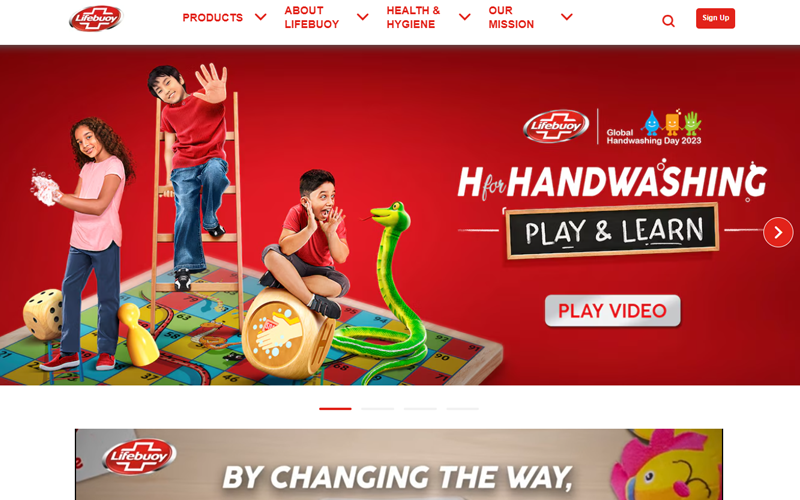 Lifebuoy
PRODUCTS
ABOUT
LIFEBUOY
HEALTH &
HYGIENE
OUR
MISSION
Sign Up
Lifebuoy
Global
Handwashing Day 2023
H for HANDWASHING
PLAY & LEARN
PLAY VIDEO
Lifebuoy
BY CHANGING THE WAY,